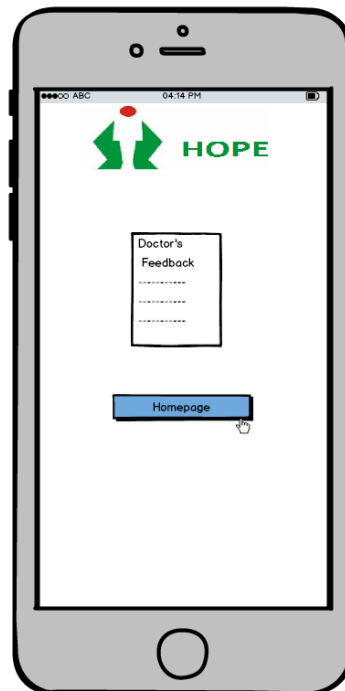 ABC 04:14 PM
HOPE
Doctor's
Feedback
-----------
-----------
-----------
Homepage